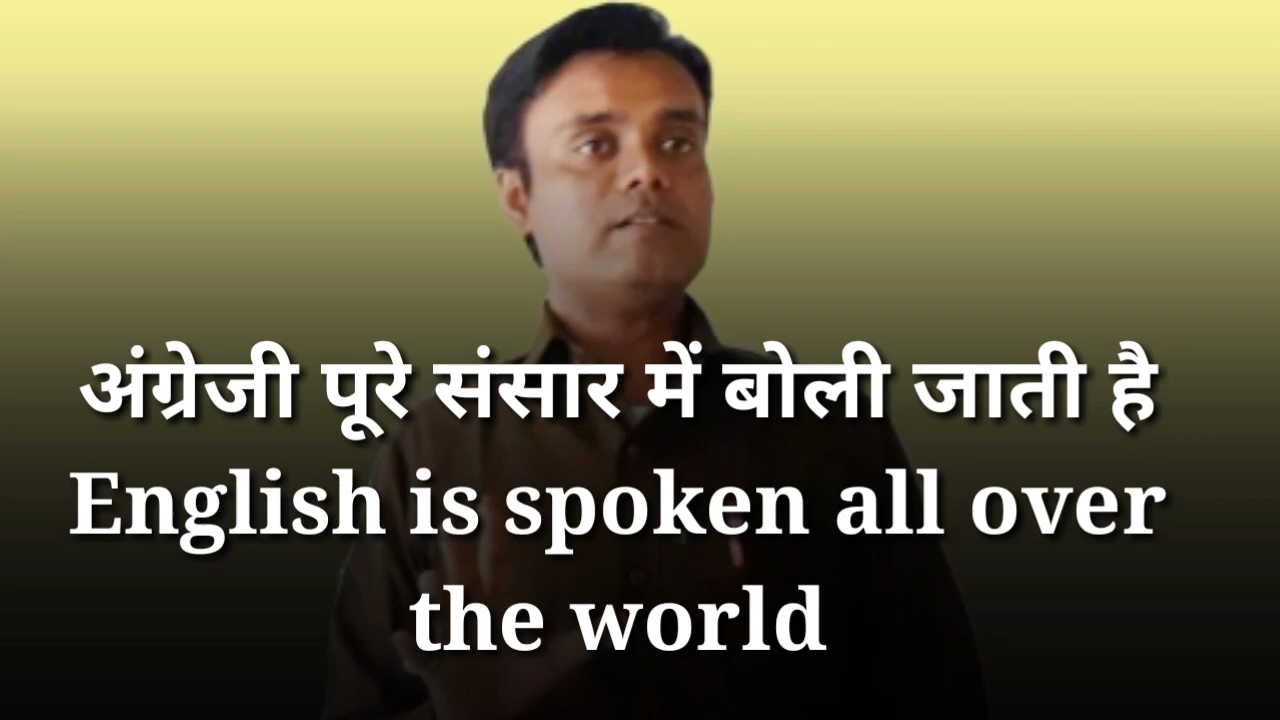 अंग्रेजी पूरे संसार में बोली जाती है
English is spoken all over
the world